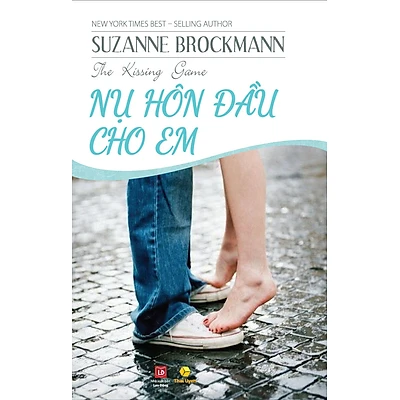 NEW YORK TIMES BEST – SELLING AUTHOR
SUZANNE BROCKMANN
The Kissing Game
NỤ HÔN ĐẦU
CHO EM